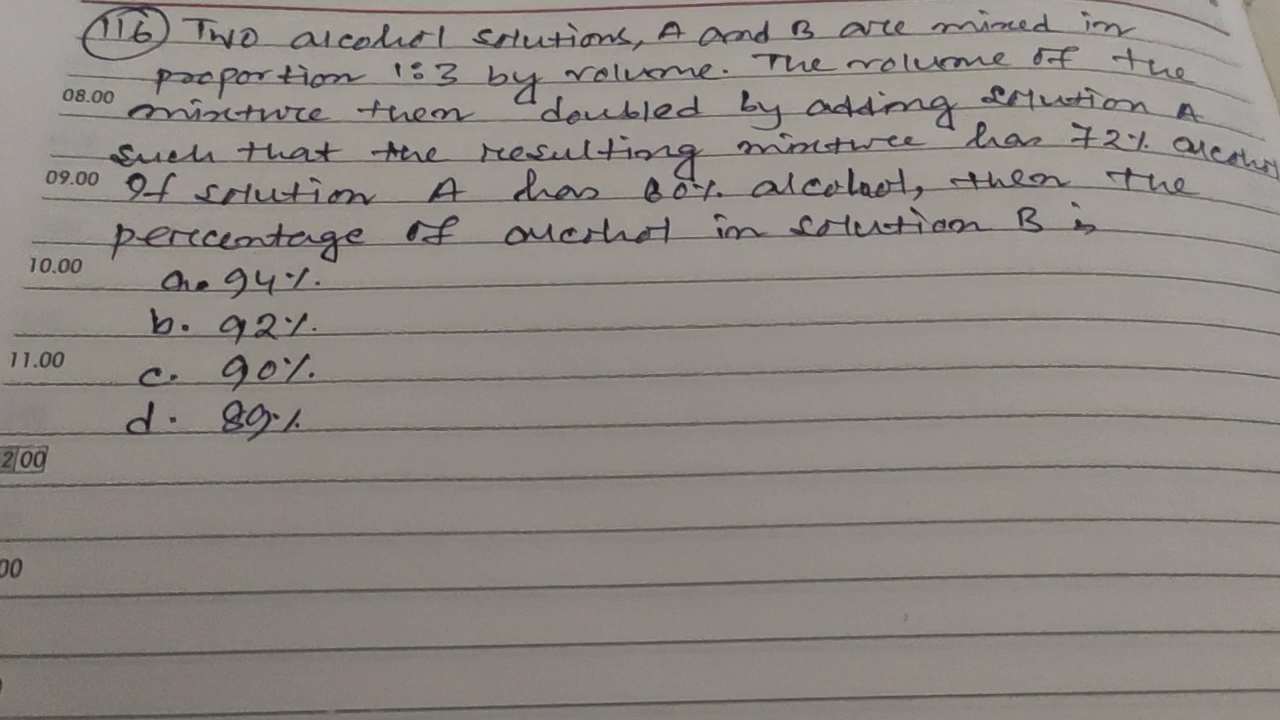 116 Two alcohol solutions, A and B are mixed in
proportion 1:3 by volume. The volume of the
08.00 mixture then doubled by adding solution A
such that the resulting mixture has 72% alcohol
09.00 If solution A has 60% alcohol, then the
percentage of alcohol in solution B is
10.00 a. 94%.
b. 92%.
11.00 c. 90%.
d. 89%
2 00
00